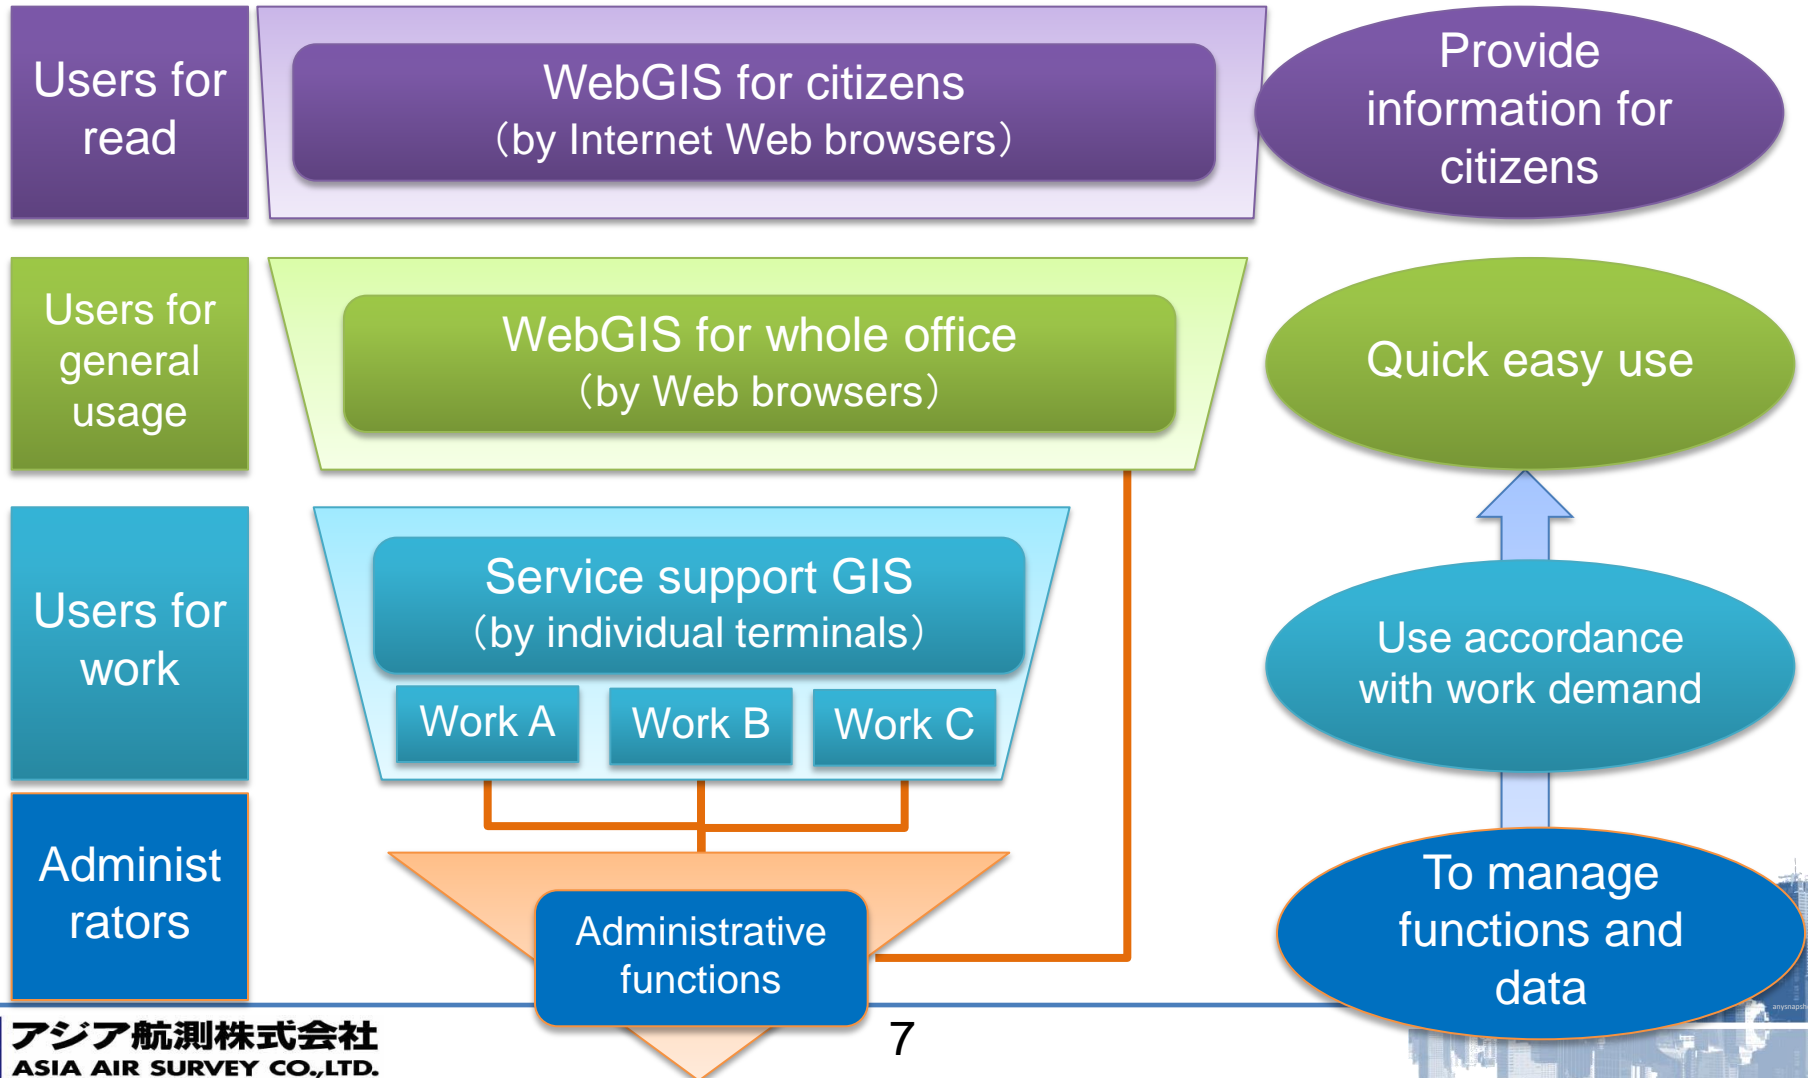 Users for
read
WebGIS for citizens
（by Internet Web browsers）
Provide
information for
citizens
Users for
general
usage
WebGIS for whole office
（by Web browsers）
Quick easy use
Users for
work
Service support GIS
（by individual terminals）
Work A
Work B
Work C
Use accordance
with work demand
Administ
rators
Administrative
functions
To manage
functions and
data
アジア航測株式会社
ASIA AIR SURVEY CO.,LTD.
7